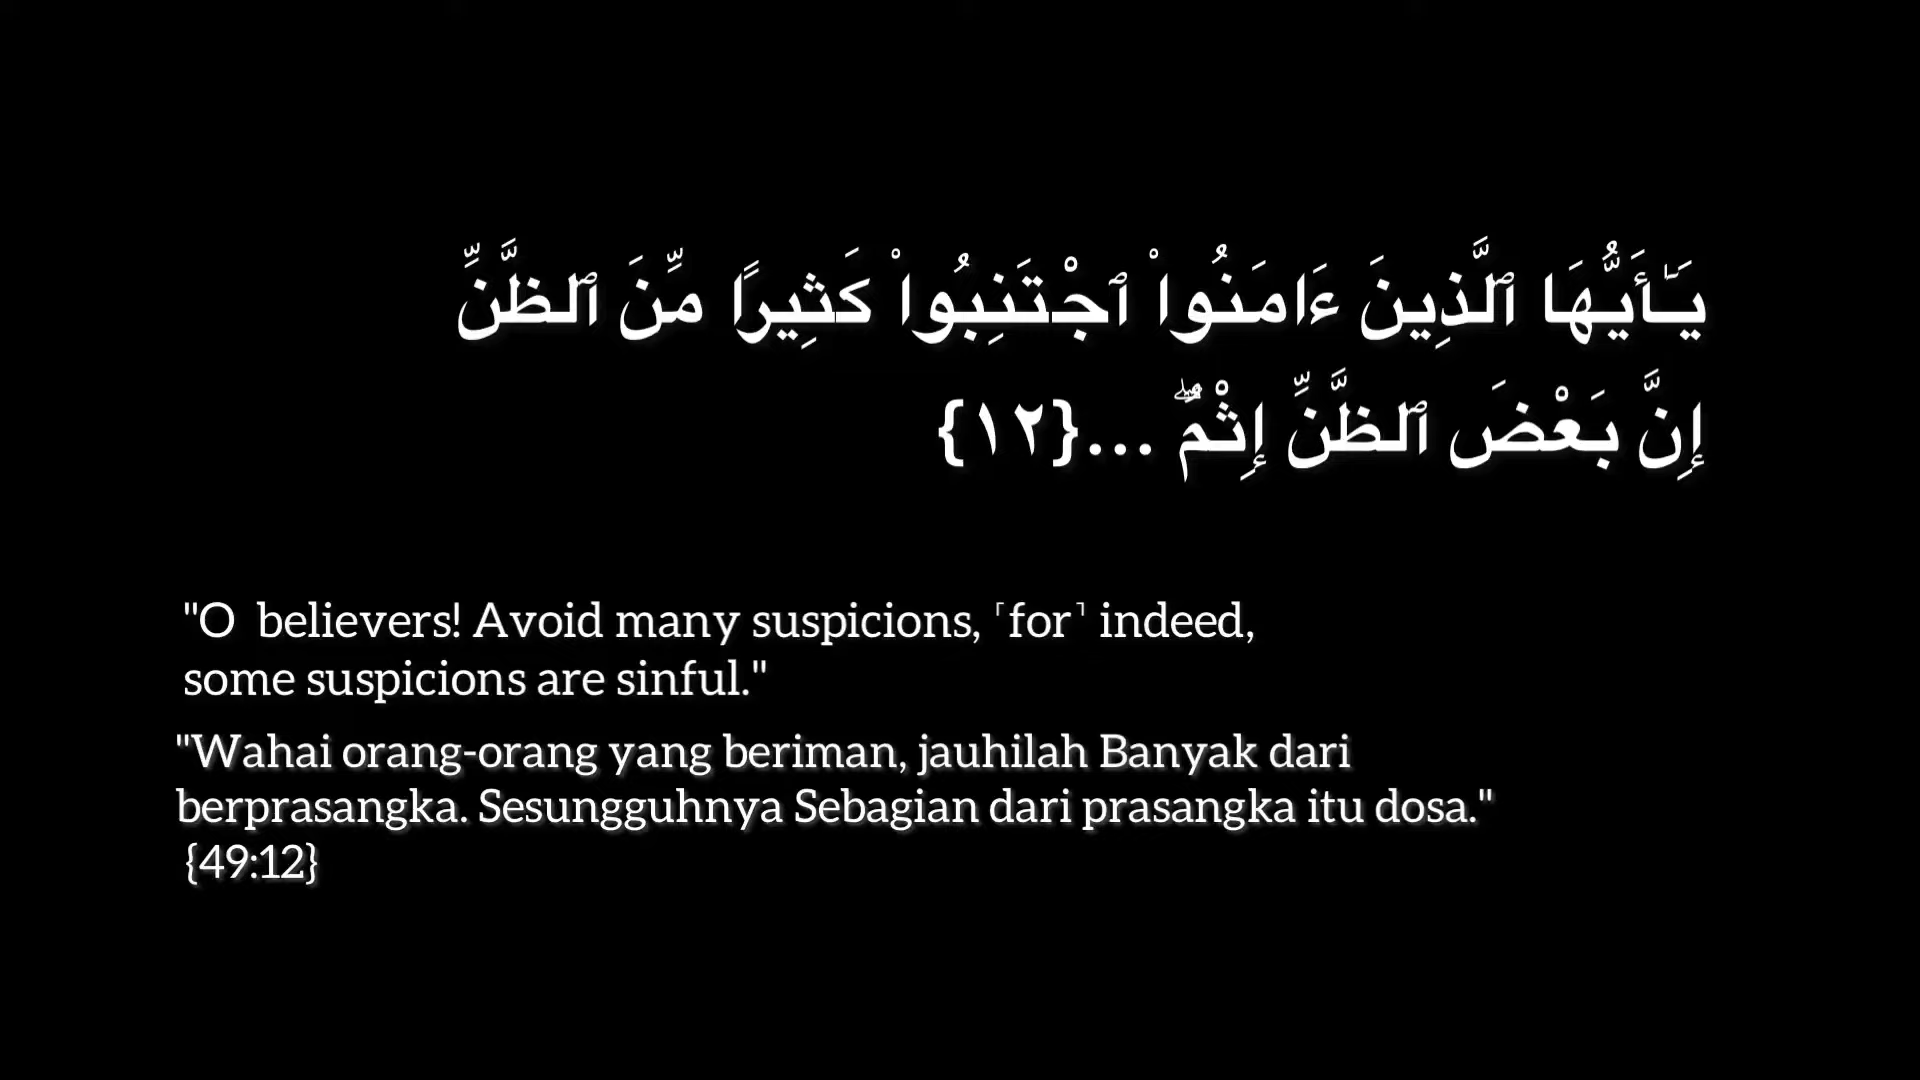 يَـٰٓأَيُّهَا ٱلَّذِينَ ءَامَنُوا۟ ٱجْتَنِبُوا۟ كَثِيرًا مِّنَ ٱلظَّنِّ
إِنَّ بَعْضَ ٱلظَّنِّ إِثْمٌ ۖ ...{١٢}
"O  believers! Avoid many suspicions, ˹for˺ indeed,
some suspicions are sinful."
"Wahai orang-orang yang beriman, jauhilah Banyak dari
berprasangka. Sesungguhnya Sebagian dari prasangka itu dosa."
{49:12}